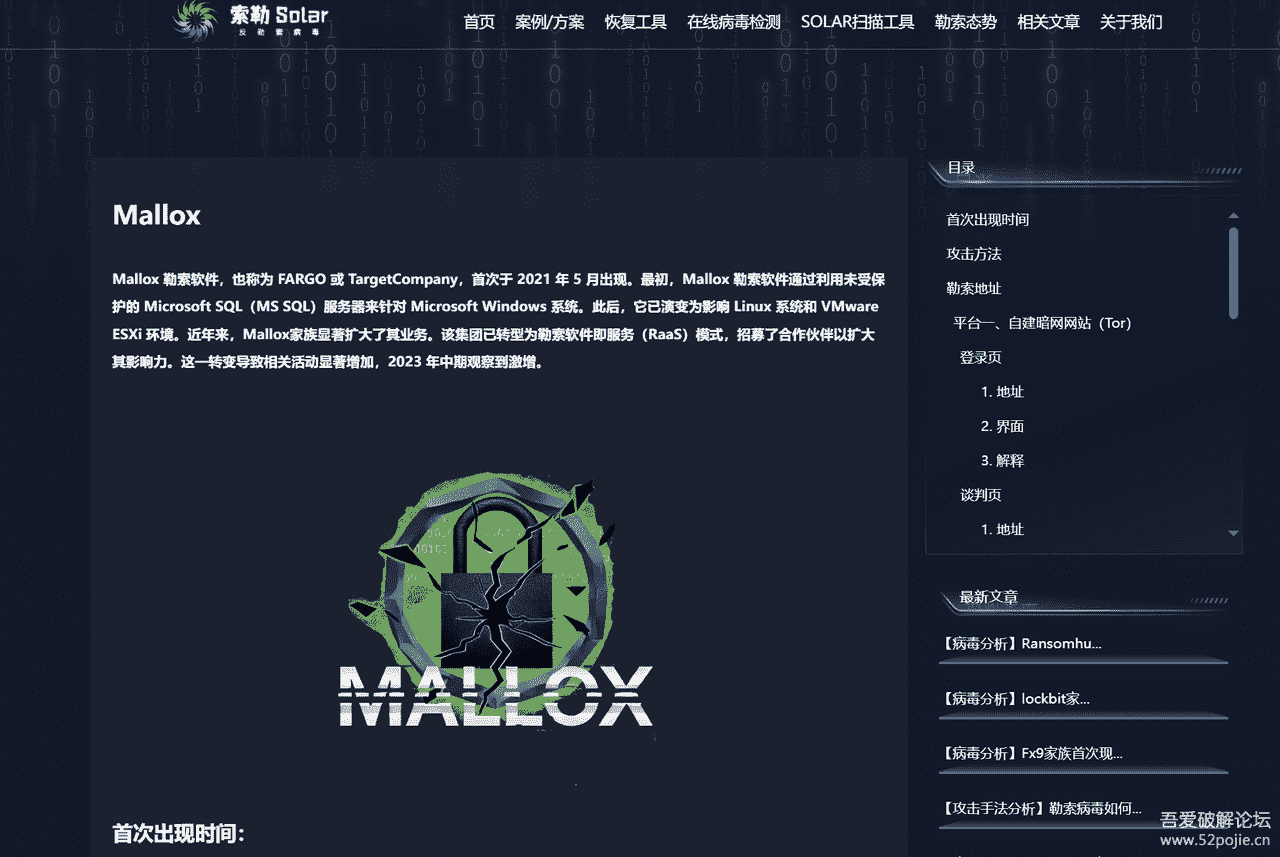 索勒 Solar
反勒索病毒
首页 案例/方案 恢复工具 在线病毒检测 SOLAR扫描工具 勒索态势 相关文章 关于我们
Mallox
Mallox 勒索软件，也称为 FARGO 或 TargetCompany，首次于 2021 年 5 月出现。最初，Mallox 勒索软件通过利用未受保
护的 Microsoft SQL（MS SQL）服务器来针对 Microsoft Windows 系统。此后，它已演变为影响 Linux 系统和 VMware
ESXi 环境。近年来，Mallox家族显著扩大了其业务。该集团已转型为勒索软件即服务（RaaS）模式，招募了合作伙伴以扩大
其影响力。这一转变导致相关活动显著增加，2023 年中期观察到激增。
MALLOX
首次出现时间：
目录
首次出现时间
攻击方法
勒索地址
平台一、自建暗网网站（Tor）
登录页
1. 地址
2. 界面
3. 解释
谈判页
1. 地址
最新文章
【病毒分析】Ransomhu...
【病毒分析】lockbit家...
【病毒分析】Fx9家族首次现...
【攻击手法分析】勒索病毒如何...
吾爱破解论坛
www.52pojie.cn